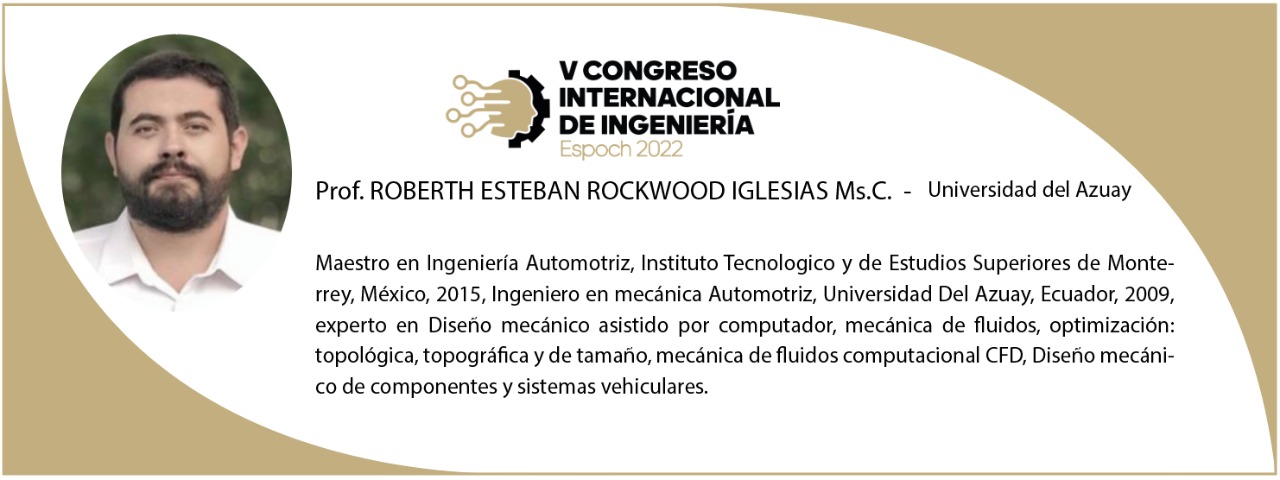 V CONGRESO
INTERNACIONAL
DE INGENIERÍA
Espoch 2022
Prof. ROBERTH ESTEBAN ROCKWOOD IGLESIAS Ms.C. - Universidad del Azuay
Maestro en Ingeniería Automotriz, Instituto Tecnologico y de Estudios Superiores de Monte-
rrey, México, 2015, Ingeniero en mecánica Automotriz, Universidad Del Azuay, Ecuador, 2009,
experto en Diseño mecánico asistido por computador, mecánica de fluidos, optimización:
topológica, topográfica y de tamaño, mecánica de fluidos computacional CFD, Diseño mecáni-
co de componentes y sistemas vehiculares.